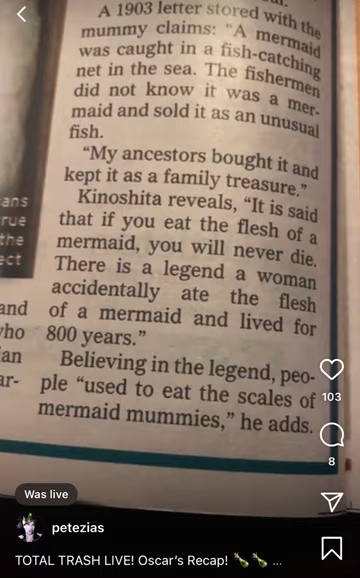 A 1903 letter stored with the
mummy claims: "A mermaid
was caught in a fish-catching
net in the sea. The fishermen
did not know it was a mer-
maid and sold it as an unusual
fish.
"My ancestors bought it and
kept it as a family treasure."
Kinoshita reveals, "It is said
that if you eat the flesh of a
mermaid, you will never die.
There is a legend a woman
accidentally ate the flesh
of a mermaid and lived for
800 years."
Believing in the legend, peo-
ple "used to eat the scales of
mermaid mummies," he adds.
ans
rue
the
ect
and
who
ian
ar-
103
8
Was live
petezias
TOTAL TRASH LIVE! Oscar's Recap! 🍾🍾 ...